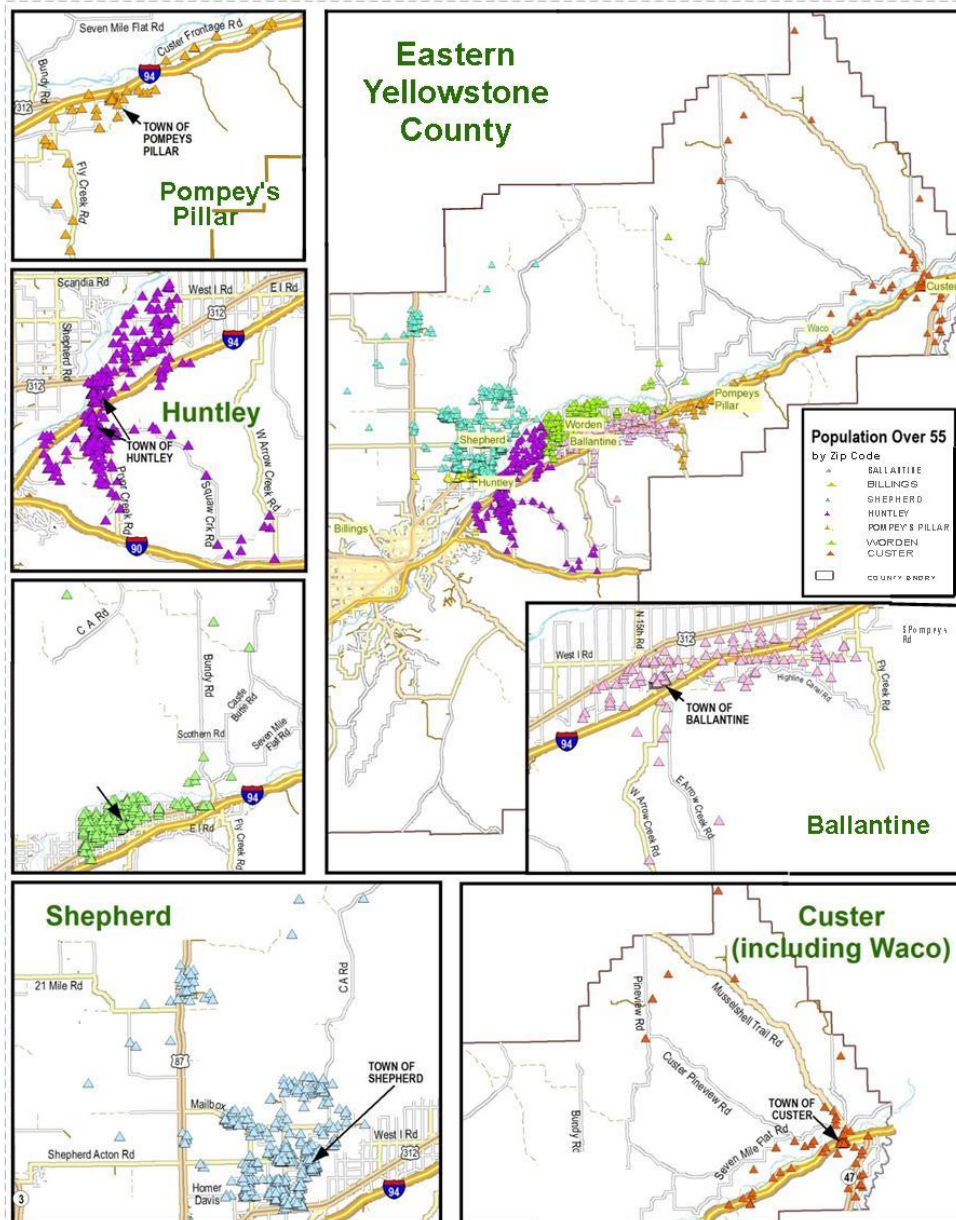 Seven Mile Flat Rd
Custer Frontage Rd
Bundy Rd
94
312
TOWN OF
POMPEYS
PILLAR
Fly Creek Rd
Pompey's
Pillar
Eastern
Yellowstone
County
Custer
Waco
Pompeys
Pillar
Worden
Shepherd
Ballantine
Huntley
Billings
Population Over 55
by Zip Code
BALLANTINE
BILLINGS
SHEPHERD
HUNTLEY
POMPEY'S PILLAR
WORDEN
CUSTER
COUNTY BNDRY
Scandia Rd
West I Rd
E I Rd
312
Shepherd Rd
94
312
Huntley
TOWN OF
HUNTLEY
W Arrow Creek Rd
Squaw Crk Rd
90
C A Rd
Bundy Rd
Castle
Butte Rd
Scothern Rd
Seven Mile
Flat Rd
94
E I Rd
Fly Creek Rd
N 15th Rd
312
S Pompeys
Rd
West I Rd
Highline Canal Rd
Fly Creek Rd
TOWN OF
BALLANTINE
94
W Arrow Creek Rd
E Arrow Creek Rd
Ballantine
Shepherd
21 Mile Rd
C A Rd
87
TOWN OF
SHEPHERD
Mailbox
West I Rd
312
Shepherd Acton Rd
Homer
Davis
94
3
Custer
(including Waco)
Pineview Rd
Musselshell Trail Rd
Custer Pineview Rd
TOWN OF
CUSTER
Bundy Rd
Seven Mile Flat Rd
94
47